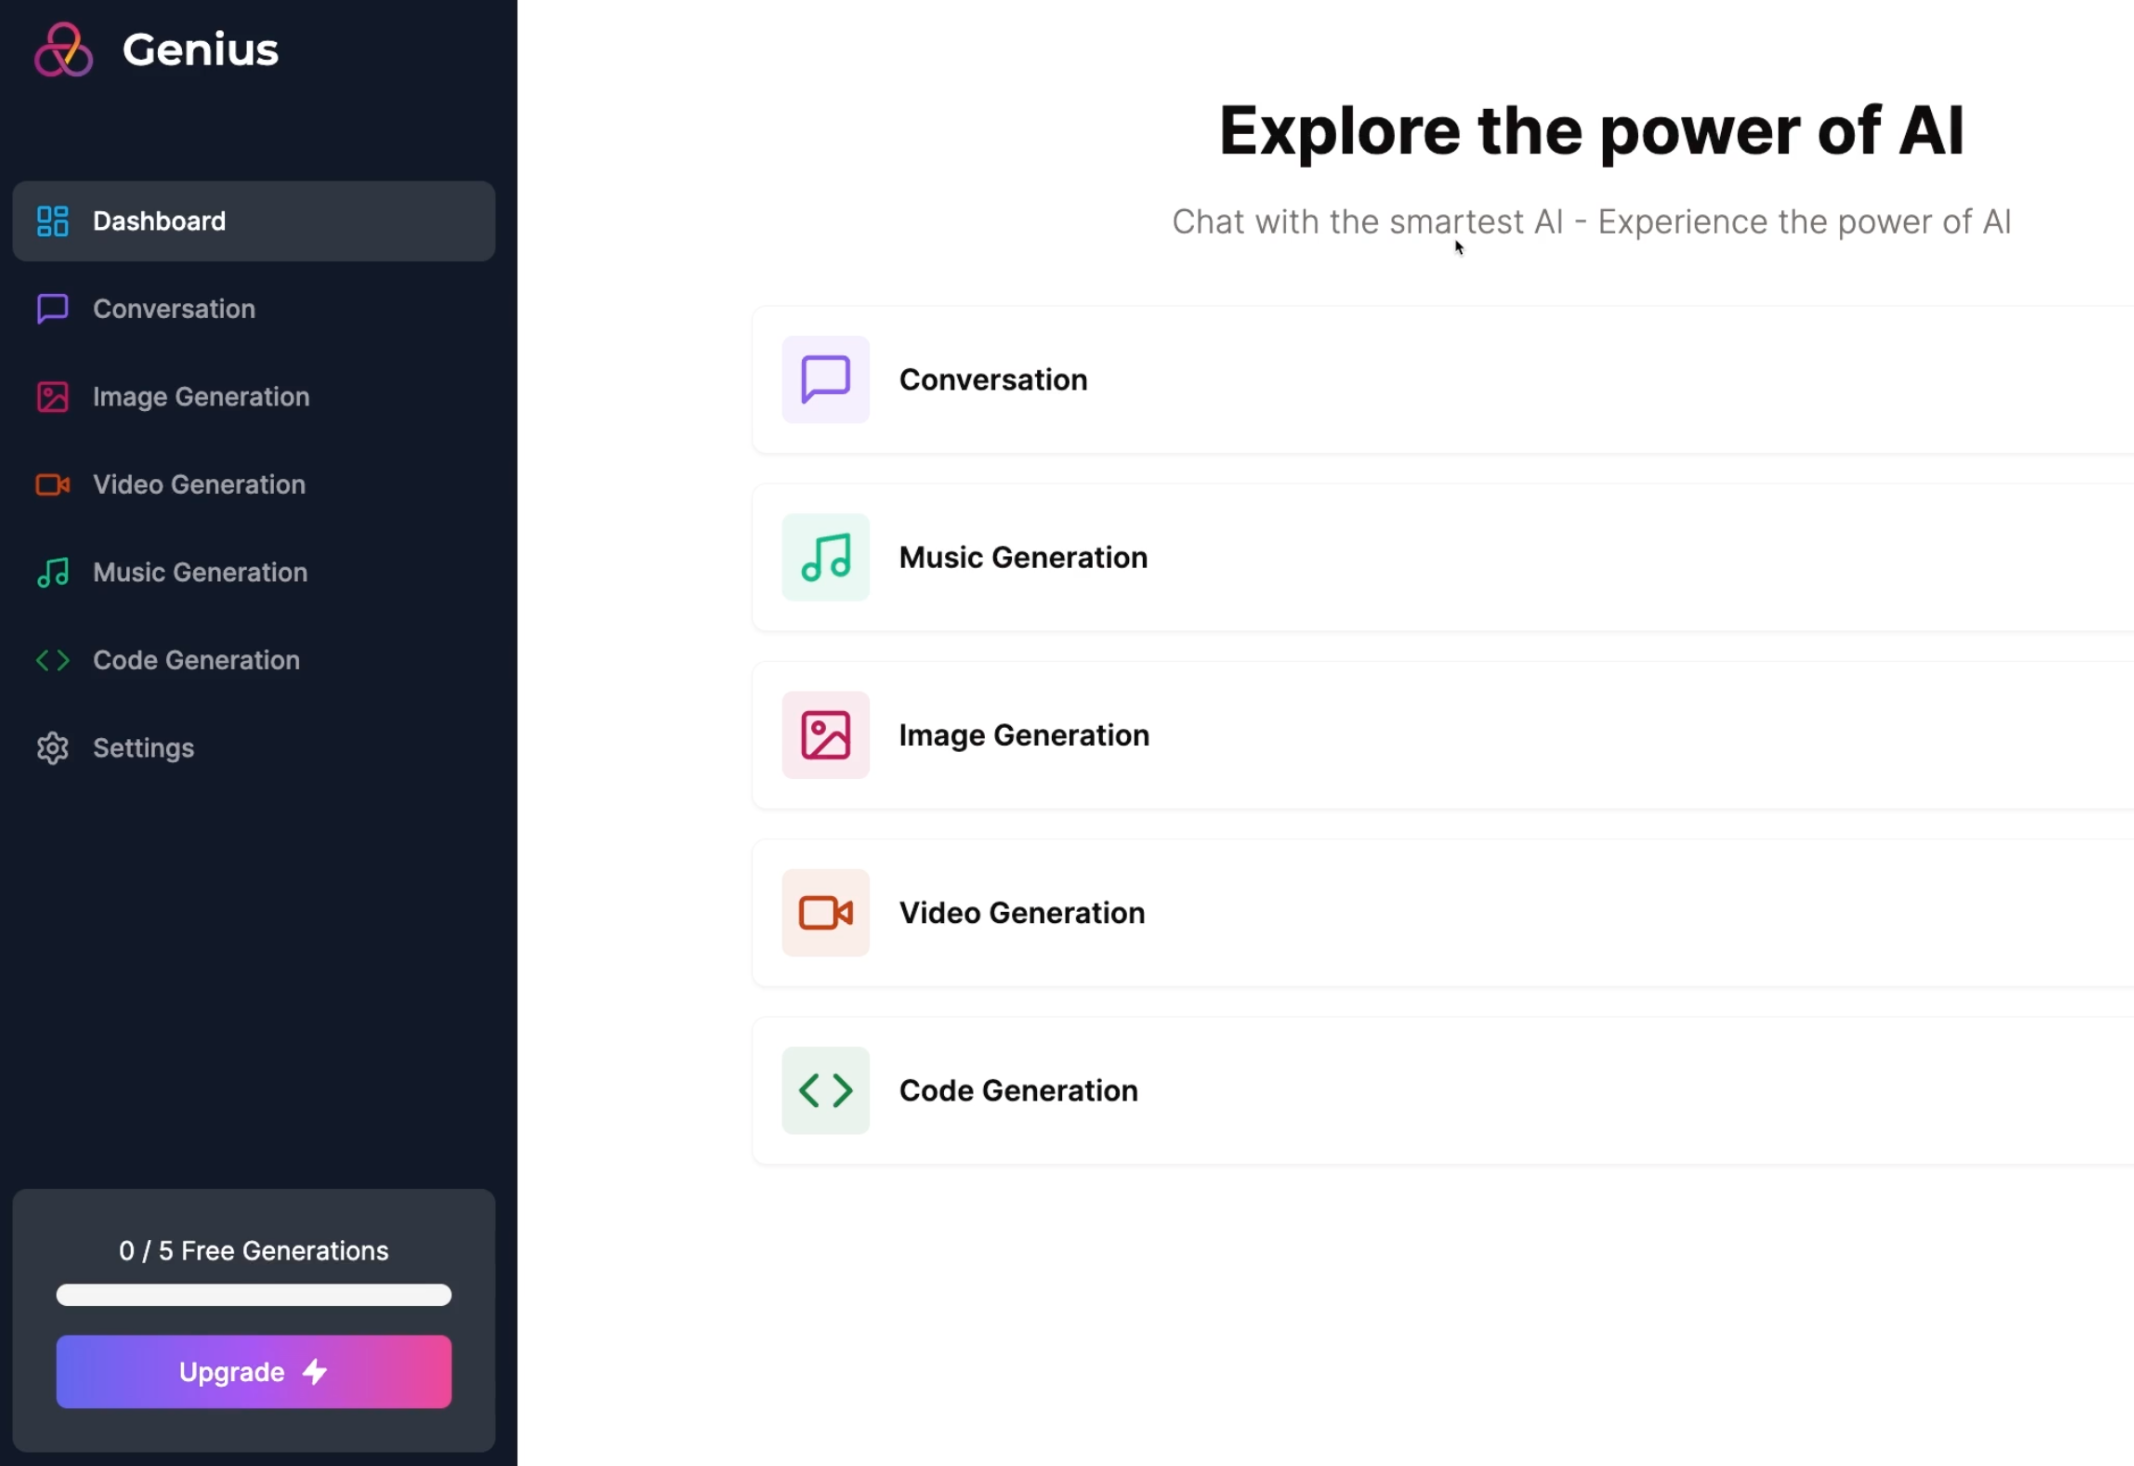 Genius
Dashboard
Conversation
Image Generation
Video Generation
Music Generation
Code Generation
Settings
0 / 5 Free Generations
Upgrade
Explore the power of AI
Chat with the smartest AI - Experience the power of AI
Conversation
Music Generation
Image Generation
Video Generation
Code Generation